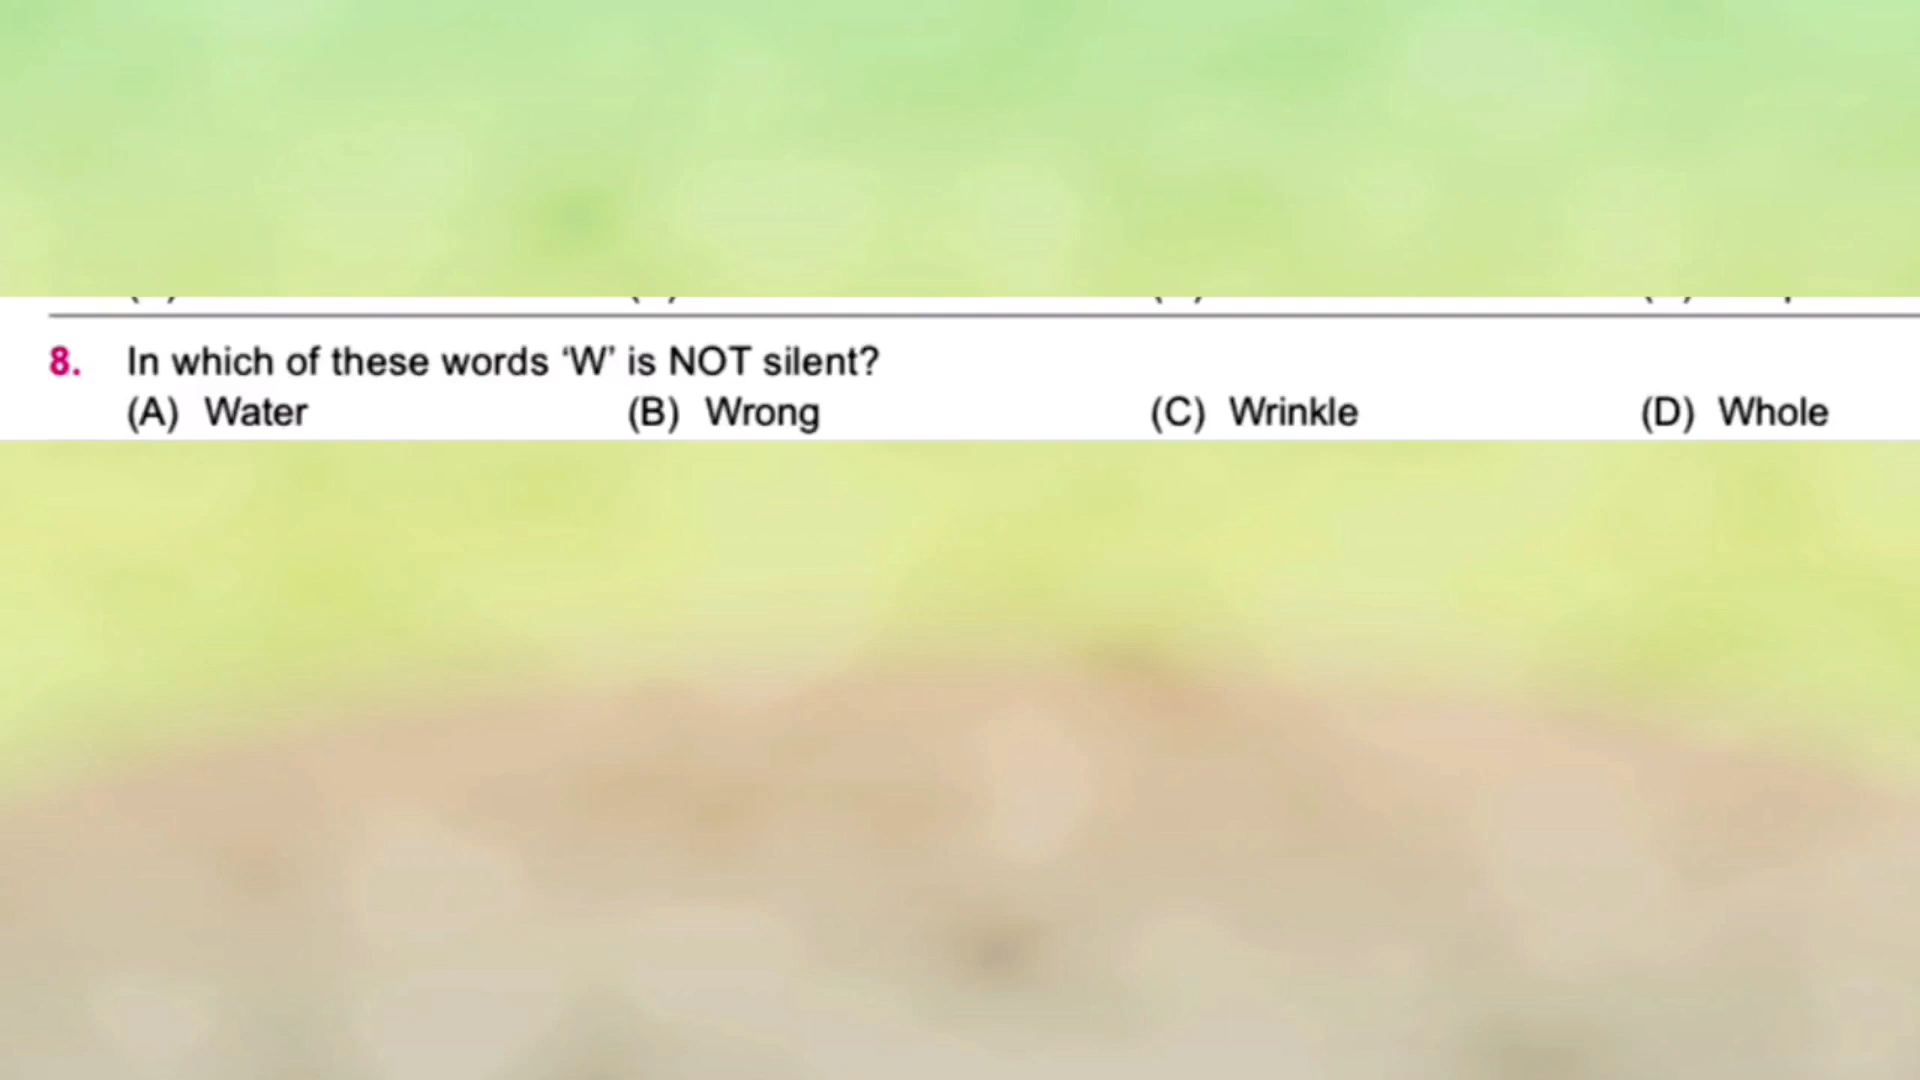 8. In which of these words ‘W’ is NOT silent?
(A) Water (B) Wrong (C) Wrinkle (D) Whole